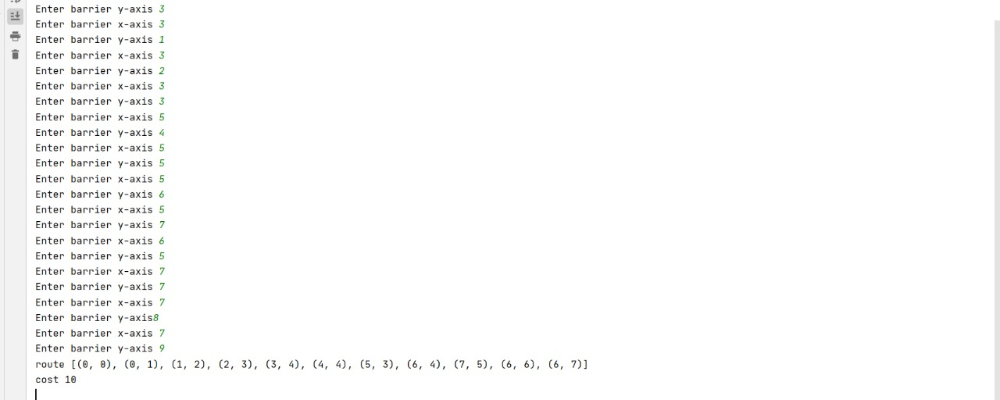 Enter barrier y-axis 3
Enter barrier x-axis 3
Enter barrier y-axis 1
Enter barrier x-axis 3
Enter barrier y-axis 2
Enter barrier x-axis 3
Enter barrier y-axis 3
Enter barrier x-axis 5
Enter barrier y-axis 4
Enter barrier x-axis 5
Enter barrier y-axis 5
Enter barrier x-axis 5
Enter barrier y-axis 6
Enter barrier x-axis 5
Enter barrier y-axis 7
Enter barrier x-axis 6
Enter barrier y-axis 5
Enter barrier x-axis 7
Enter barrier y-axis 7
Enter barrier x-axis 7
Enter barrier y-axis8
Enter barrier x-axis 7
Enter barrier y-axis 9
route [(0, 0), (0, 1), (1, 2), (2, 3), (3, 4), (4, 4), (5, 3), (6, 4), (7, 5), (6, 6), (6, 7)]
cost 10